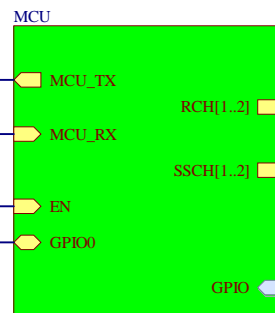 MCU
MCU_TX
RCH[1..2]
MCU_RX
SSCH[1..2]
EN
GPIO0
GPIO